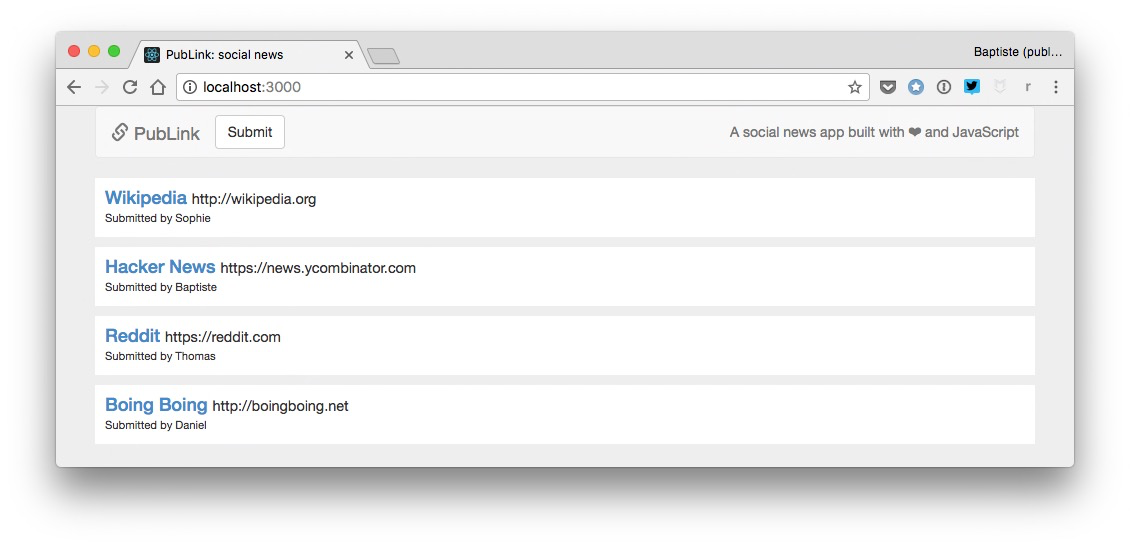 PubLink: social news
Baptiste (publ...
localhost:3000
r
PubLink Submit A social news app built with ❤ and JavaScript
Wikipedia http://wikipedia.org
Submitted by Sophie
Hacker News https://news.ycombinator.com
Submitted by Baptiste
Reddit https://reddit.com
Submitted by Thomas
Boing Boing http://boingboing.net
Submitted by Daniel